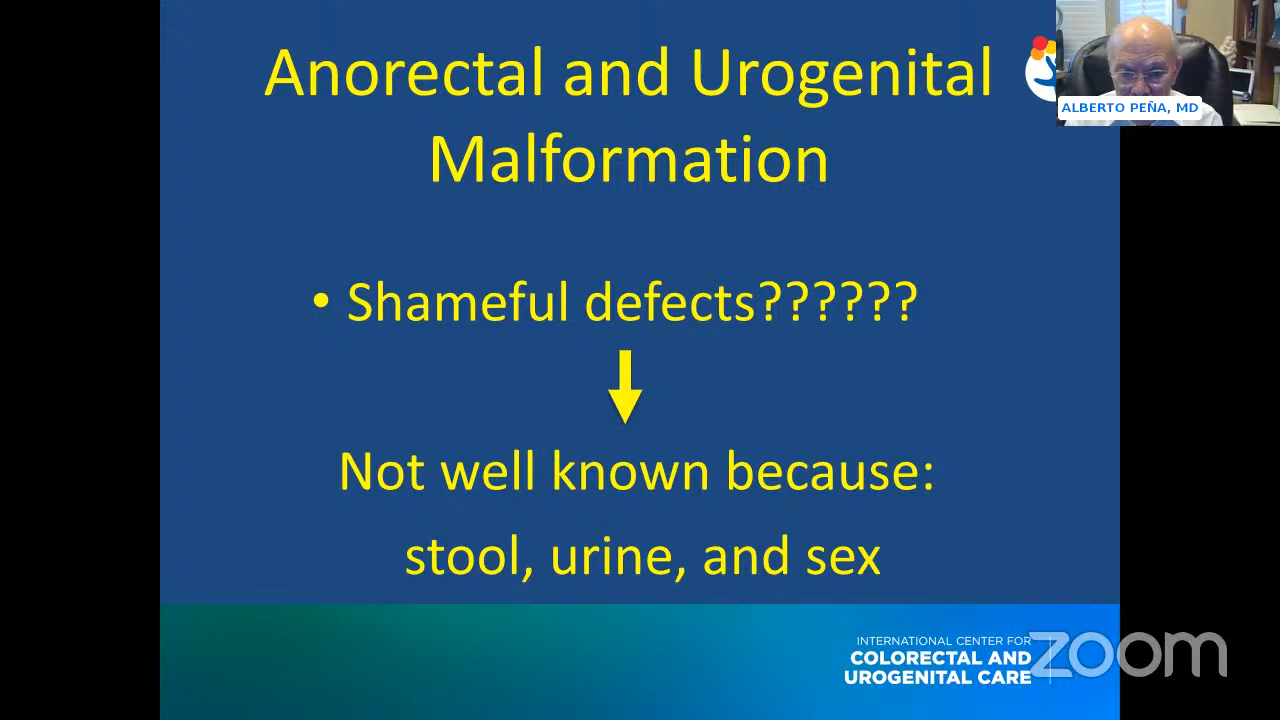 Anorectal and Urogenital
Malformation
ALBERTO PEÑA, MD
• Shameful defects??????
Not well known because:
stool, urine, and sex
INTERNATIONAL CENTER FOR
COLORECTAL AND
UROGENITAL CARE
zoom